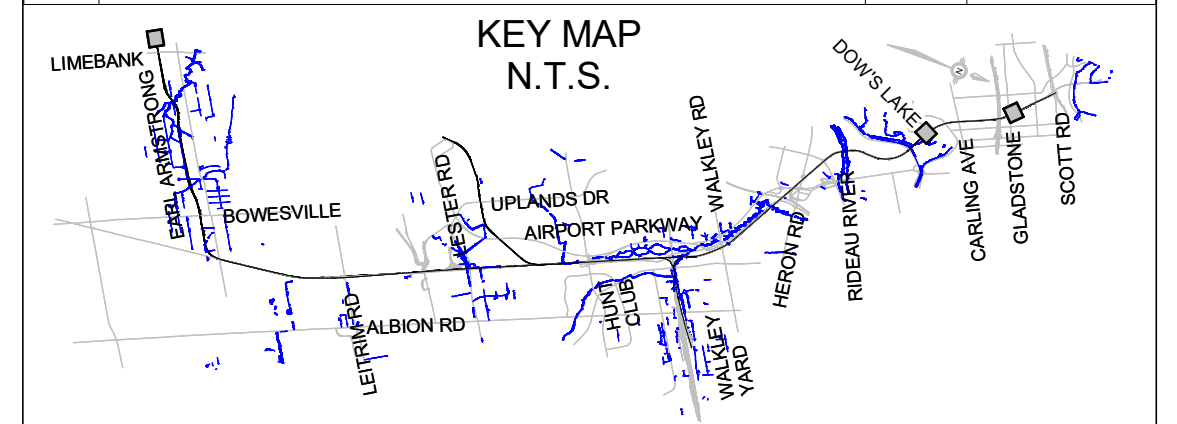 KEY MAP
N.T.S.
LIMEBANK
EARL ARMSTRONG
BOWESVILLE
LEITRIM RD
ALBION RD
LESTER RD
UPLANDS DR
AIRPORT PARKWAY
HUNT
CLUB
WALKLEY RD
WALKLEY
YARD
HERON RD
RIDEAU RIVER
DOW'S LAKE
N
CARLING AVE
GLADSTONE
SCOTT RD